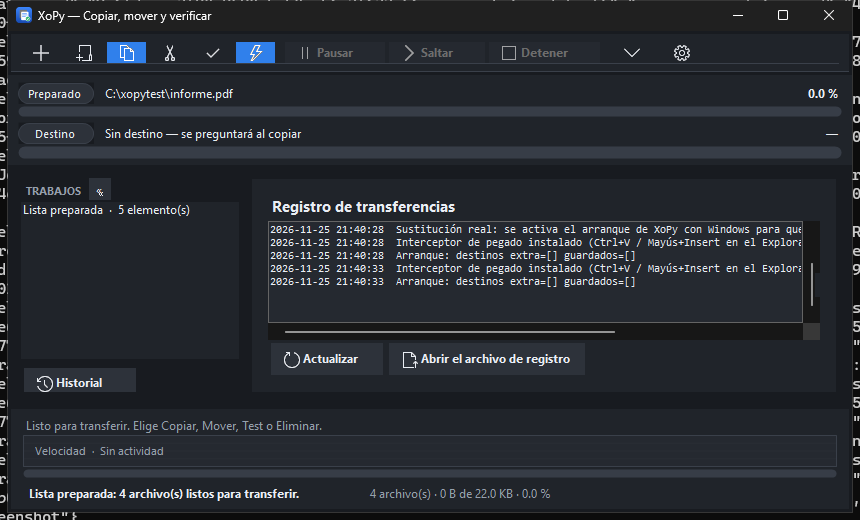 XoPy — Copiar, mover y verificar
Pausar
Saltar
Detener
Preparado C:\xopytest\informe.pdf 0.0 %
Destino Sin destino — se preguntará al copiar —
TRABAJOS
Lista preparada · 5 elemento(s)
Historial
Registro de transferencias
2026-11-25 21:40:28 Sustitución real: se activa el arranque de XoPy con Windows para que
2026-11-25 21:40:28 Interceptor de pegado instalado (Ctrl+V / Mayús+Insert en el Explora
2026-11-25 21:40:28 Arranque: destinos extra=[] guardados=[]
2026-11-25 21:40:33 Interceptor de pegado instalado (Ctrl+V / Mayús+Insert en el Explora
2026-11-25 21:40:33 Arranque: destinos extra=[] guardados=[]
Actualizar
Abrir el archivo de registro
Listo para transferir. Elige Copiar, Mover, Test o Eliminar.
Velocidad · Sin actividad
Lista preparada: 4 archivo(s) listos para transferir. 4 archivo(s) · 0 B de 22.0 KB · 0.0 %